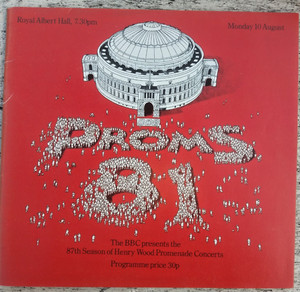 Royal Albert Hall, 7.30pm
Monday 10 August
PROMS
81
The BBC presents the
87th Season of Henry Wood Promenade Concerts
Programme price 30p